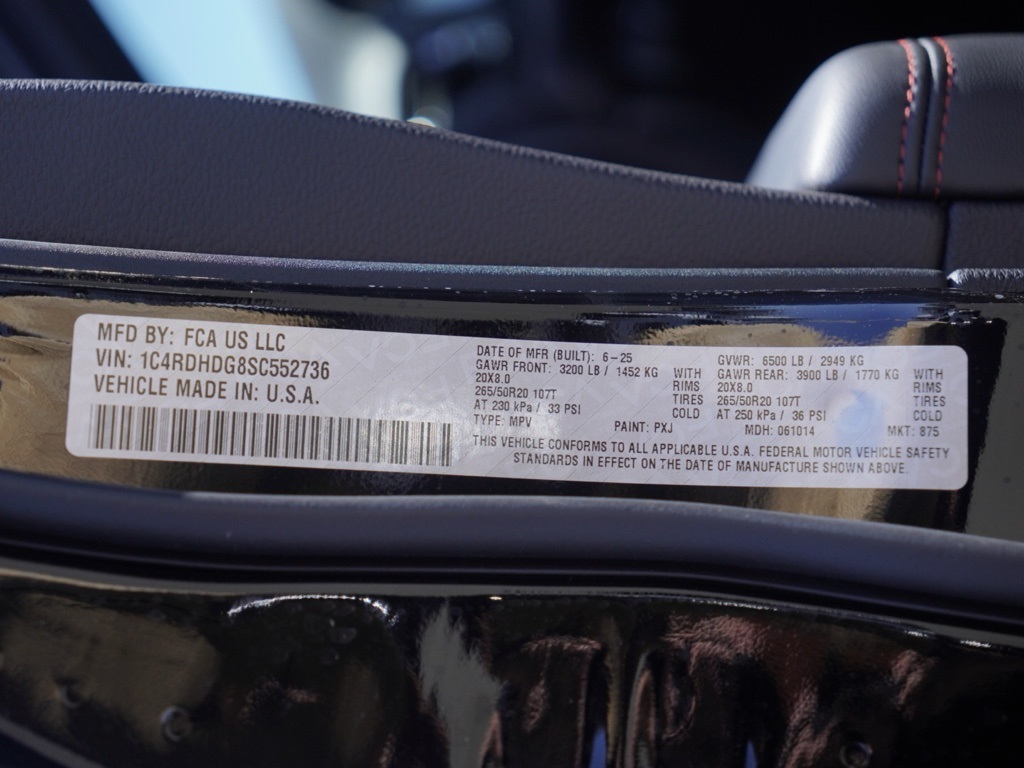 MFD BY: FCA US LLC
VIN: 1C4RDHDG8SC552736
VEHICLE MADE IN: U.S.A.
DATE OF MFR (BUILT): 6-25
GAWR FRONT: 3200 LB / 1452 KG WITH
20X8.0 RIMS
265/50R20 107T TIRES
AT 230 kPa / 33 PSI COLD
TYPE: MPV PAINT: PXJ
GVWR: 6500 LB / 2949 KG
GAWR REAR: 3900 LB / 1770 KG WITH
20X8.0 RIMS
265/50R20 107T TIRES
AT 250 kPa / 36 PSI COLD
MDH: 061014 MKT: 875
THIS VEHICLE CONFORMS TO ALL APPLICABLE U.S.A. FEDERAL MOTOR VEHICLE SAFETY
STANDARDS IN EFFECT ON THE DATE OF MANUFACTURE SHOWN ABOVE.